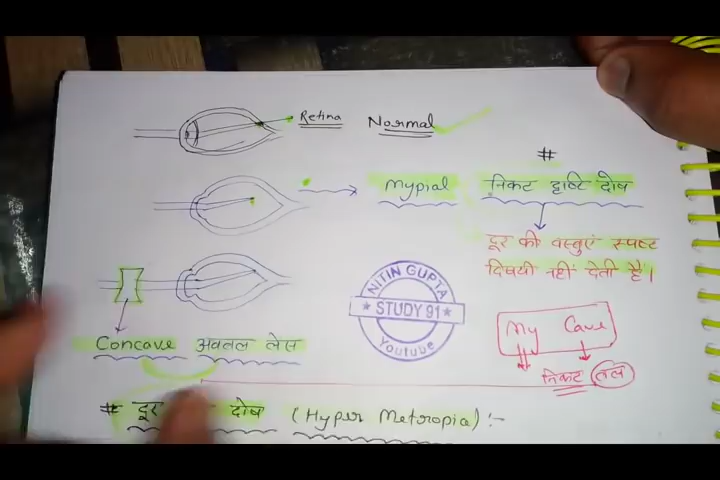 Retina Normal
#
Mypial निकट दृष्टि दोष
दूर की वस्तुएं स्पष्ट
दिखयी नहीं देती है।
NITIN GUPTA
★ STUDY 91 ★
Youtube
My Cave
निकट तल
Concave अवतल लेंस
# दूर दोष (Hyper Metropia) :-